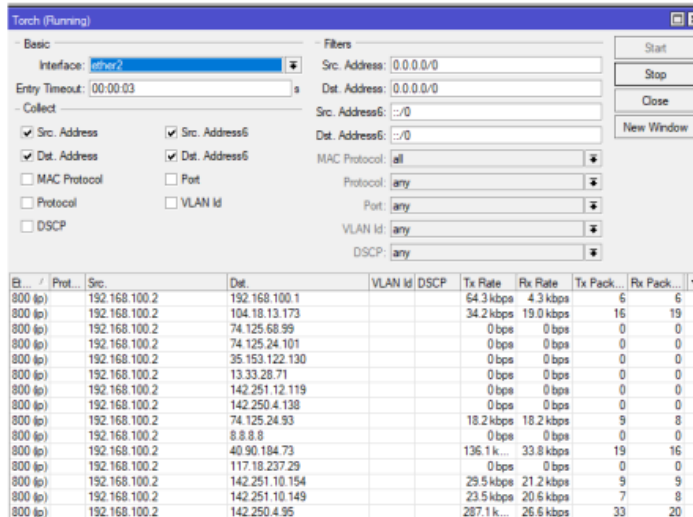 Torch (Running)
Basic
Interface: ether2
Entry Timeout: 00:00:03 s
Collect
Src. Address Src. Address6
Dst. Address Dst. Address6
MAC Protocol Port
Protocol VLAN Id
DSCP
Filters
Src. Address: 0.0.0.0/0
Dst. Address: 0.0.0.0/0
Src. Address6: ::/0
Dst. Address6: ::/0
MAC Protocol: all
Protocol: any
Port: any
VLAN Id: any
DSCP: any
Start
Stop
Close
New Window
Et... / Prot... Src. Dst. VLAN Id DSCP Tx Rate Rx Rate Tx Pack... Rx Pack...
800 (ip) 192.168.100.2 192.168.100.1 64.3 kbps 4.3 kbps 6 6
800 (ip) 192.168.100.2 104.18.13.173 34.2 kbps 19.0 kbps 16 19
800 (ip) 192.168.100.2 74.125.68.99 0 bps 0 bps 0 0
800 (ip) 192.168.100.2 74.125.24.101 0 bps 0 bps 0 0
800 (ip) 192.168.100.2 35.153.122.130 0 bps 0 bps 0 0
800 (ip) 192.168.100.2 13.33.28.71 0 bps 0 bps 0 0
800 (ip) 192.168.100.2 142.251.12.119 0 bps 0 bps 0 0
800 (ip) 192.168.100.2 142.250.4.138 0 bps 0 bps 0 0
800 (ip) 192.168.100.2 74.125.24.93 18.2 kbps 18.2 kbps 9 8
800 (ip) 192.168.100.2 8.8.8.8 0 bps 0 bps 0 0
800 (ip) 192.168.100.2 40.90.184.73 136.1 k... 33.8 kbps 19 16
800 (ip) 192.168.100.2 117.18.237.29 0 bps 0 bps 0 0
800 (ip) 192.168.100.2 142.251.10.154 29.5 kbps 21.2 kbps 9 9
800 (ip) 192.168.100.2 142.251.10.149 23.5 kbps 20.6 kbps 7 8
800 (ip) 192.168.100.2 142.250.4.95 287.1 k... 26.6 kbps 33 20